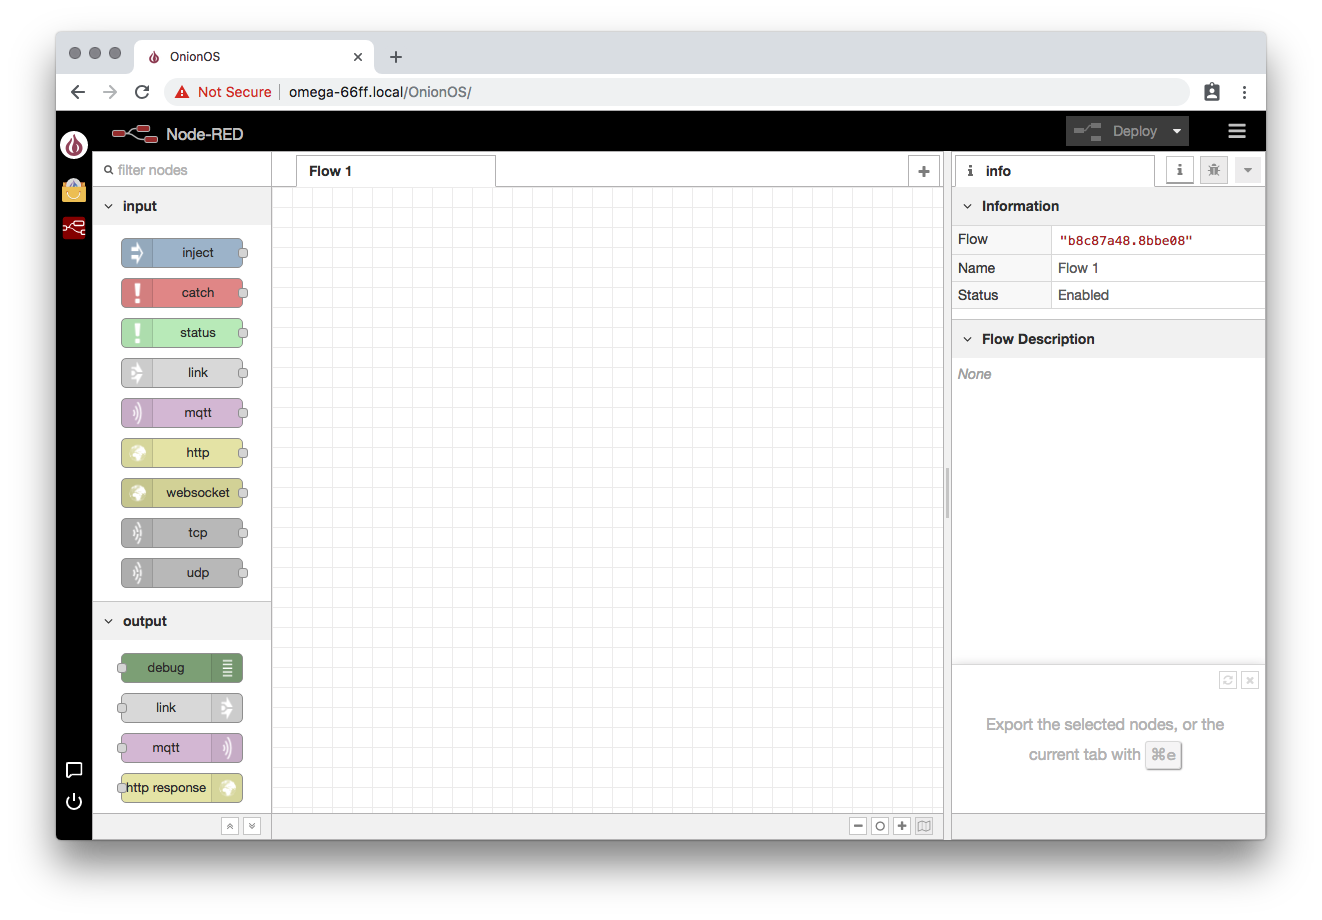 OnionOS
Not Secure omega-66ff.local/OnionOS/
Node-RED
Deploy
filter nodes
Flow 1
info
input
inject
catch
status
link
mqtt
http
websocket
tcp
udp
output
debug
link
mqtt
http response
Information
Flow "b8c87a48.8bbe08"
Name Flow 1
Status Enabled
Flow Description
None
Export the selected nodes, or the
current tab with ⌘e